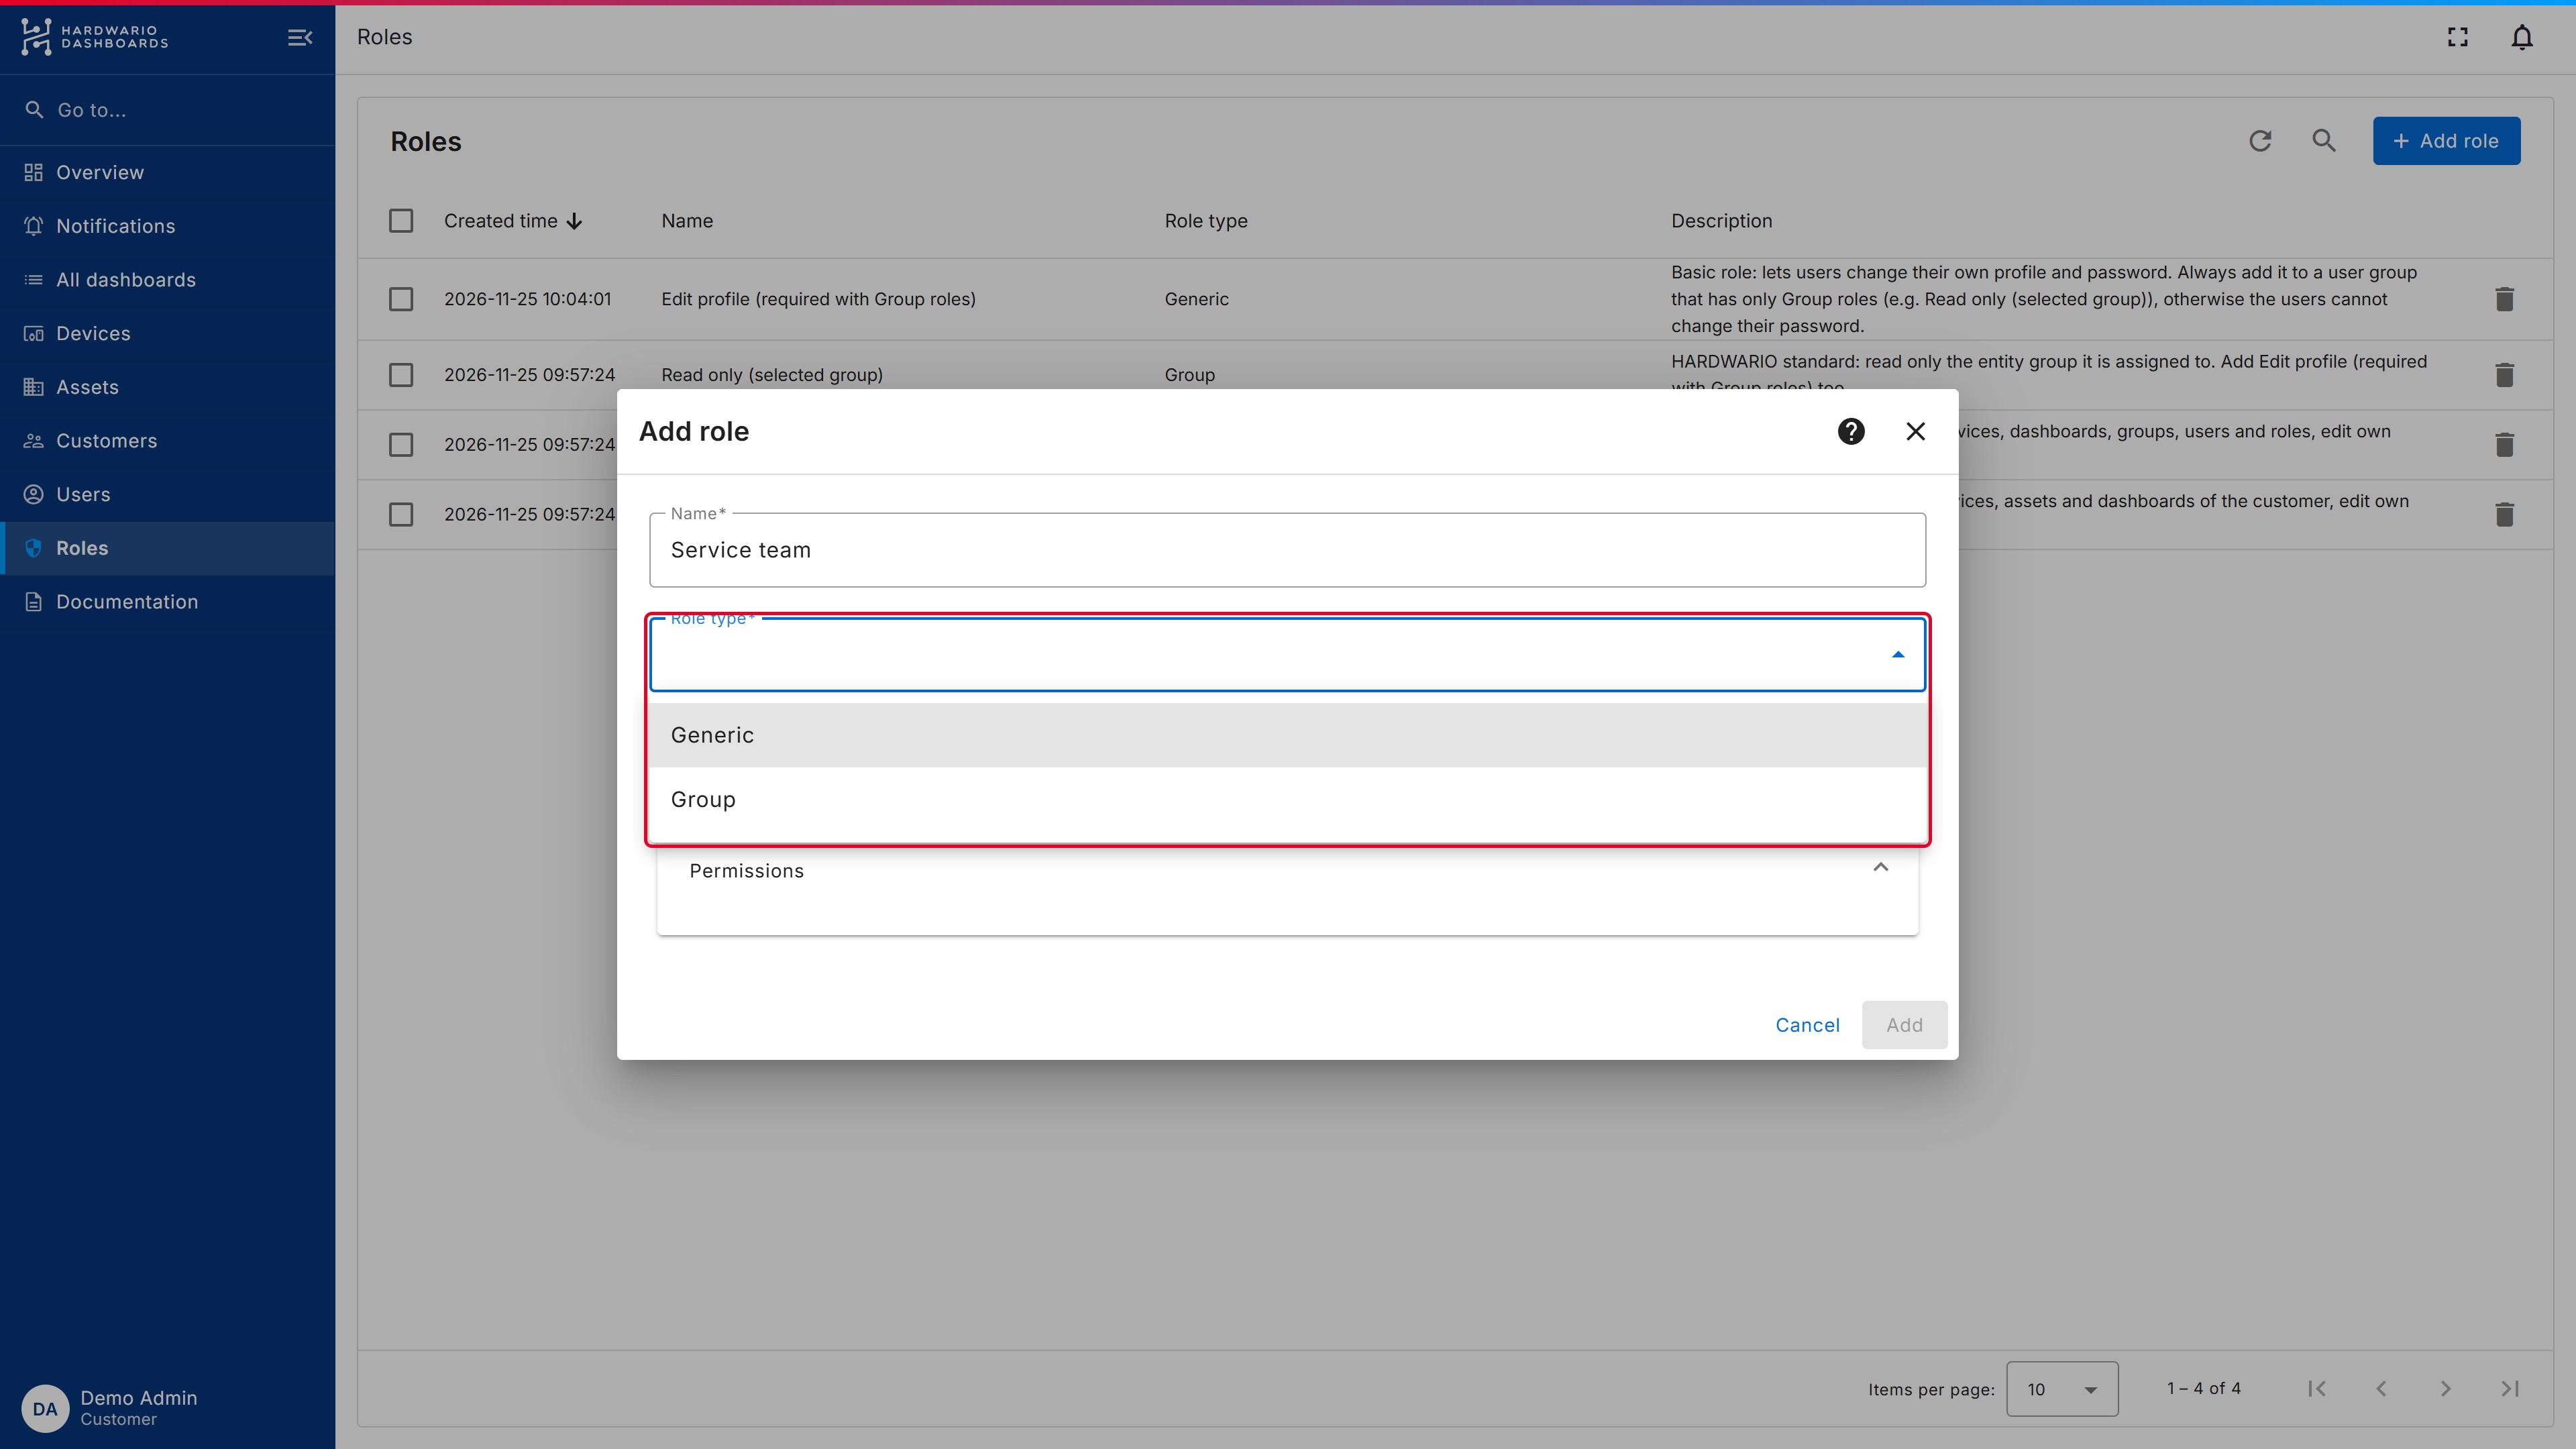 HARDWARIO
DASHBOARDS
Roles
Go to...
Overview
Notifications
All dashboards
Devices
Assets
Customers
Users
Roles
Documentation
DA
Demo Admin
Customer
Roles
+ Add role
Created time
Name
Role type
Description
2026-11-25 10:04:01
Edit profile (required with Group roles)
Generic
Basic role: lets users change their own profile and password. Always add it to a user group
that has only Group roles (e.g. Read only (selected group)), otherwise the users cannot
change their password.
2026-11-25 09:57:24
Read only (selected group)
Group
HARDWARIO standard: read only the entity group it is assigned to. Add Edit profile (required
with Group roles) too
2026-11-25 09:57:24
dashboards, groups, users and roles, edit own
2026-11-25 09:57:24
assets and dashboards of the customer, edit own
Add role
?
Name*
Service team
Role type*
Generic
Group
Permissions
Cancel
Add
Items per page:
10
1 – 4 of 4